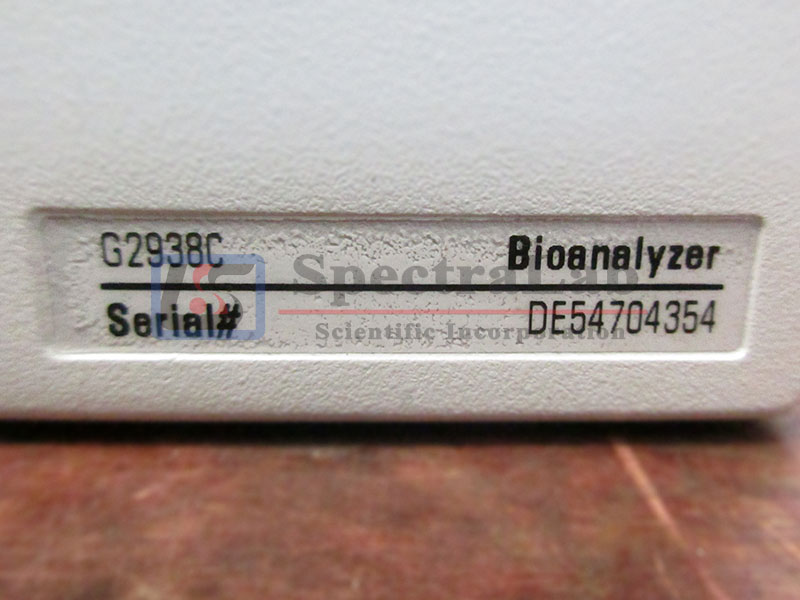 G2938C Bioanalyzer
SpectraLab
Serial# DE54704354
Scientific Incorporation